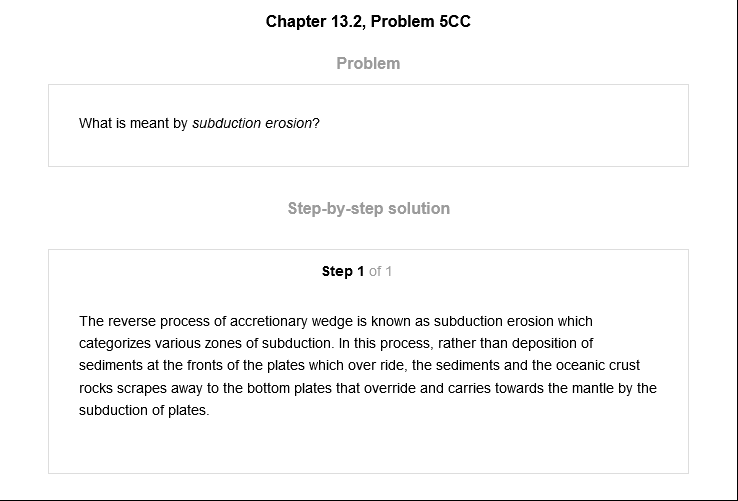 Chapter 13.2, Problem 5CC
Problem
What is meant by subduction erosion?
Step-by-step solution
Step 1 of 1
The reverse process of accretionary wedge is known as subduction erosion which
categorizes various zones of subduction. In this process, rather than deposition of
sediments at the fronts of the plates which over ride, the sediments and the oceanic crust
rocks scrapes away to the bottom plates that override and carries towards the mantle by the
subduction of plates.